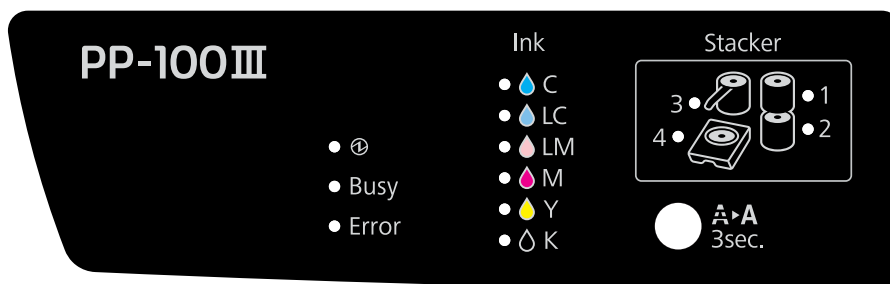 PP-100III
Busy
Error
Ink
C
LC
LM
M
Y
K
Stacker
3
1
4
2
A▸A
3sec.